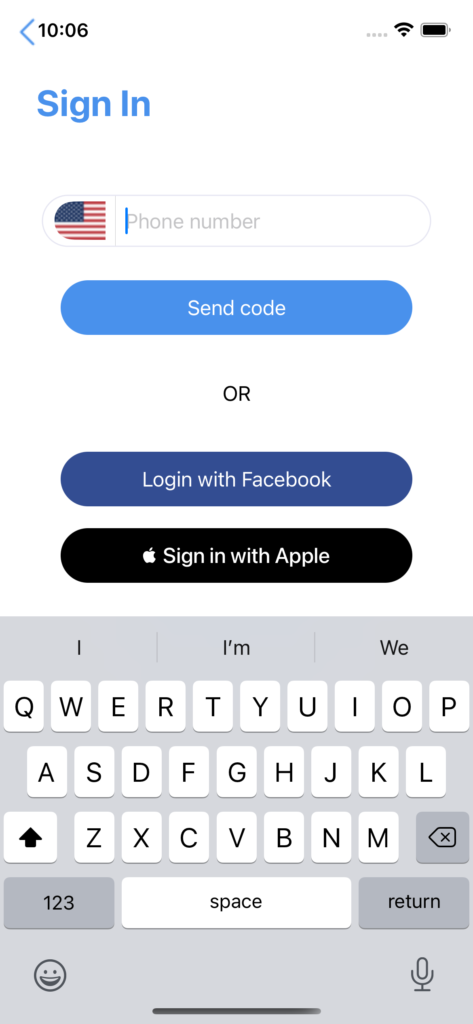 10:06
Sign In
Phone number
Send code
OR
Login with Facebook
Sign in with Apple
I I’m We
Q W E R T Y U I O P
A S D F G H J K L
Z X C V B N M
123 space return